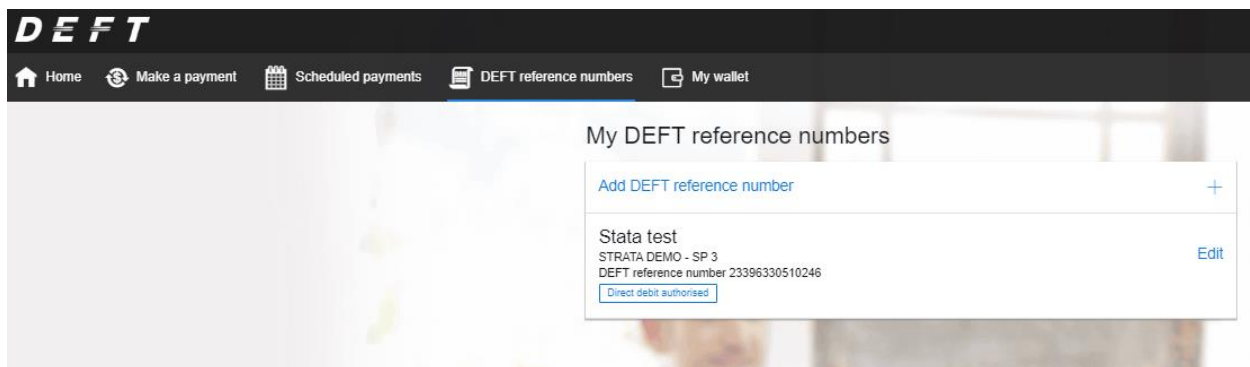 DEFT
Home Make a payment Scheduled payments DEFT reference numbers My wallet
My DEFT reference numbers
Add DEFT reference number +
Stata test
STRATA DEMO - SP 3
Edit
DEFT reference number 23396330510246
Direct debit authorised